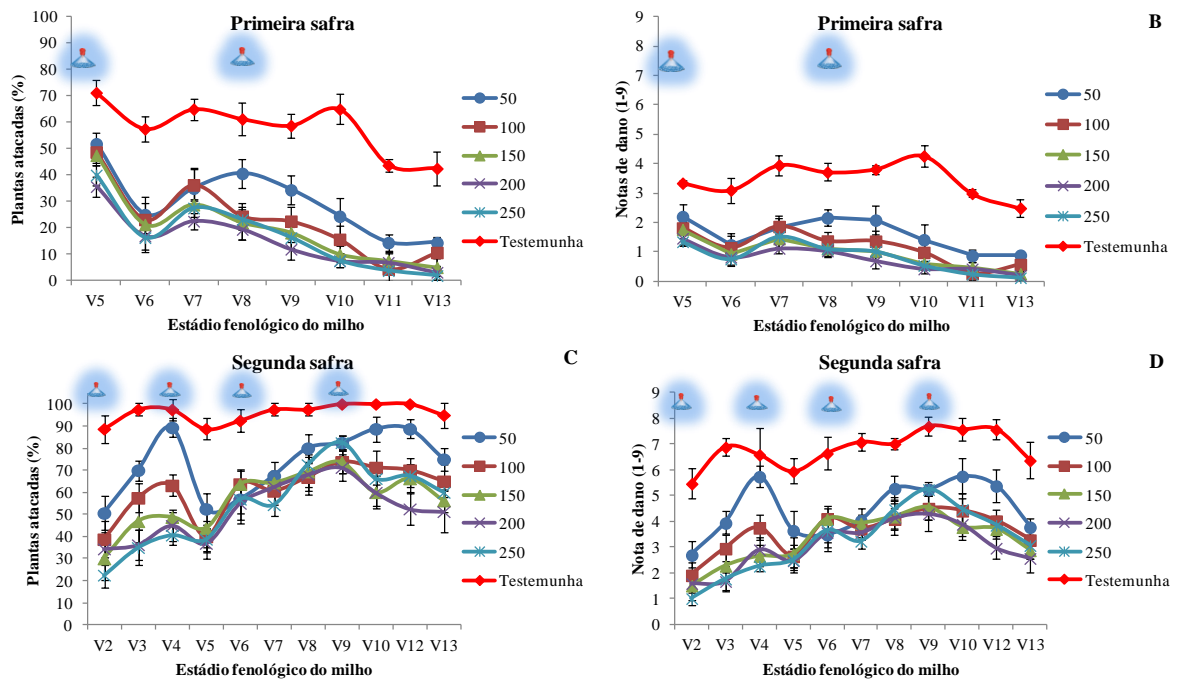 Primeira safra
Plantas atacadas (%)
100
90
80
70
60
50
40
30
20
10
0
V5 V6 V7 V8 V9 V10 V11 V13
Estádio fenológico do milho
50
100
150
200
250
Testemunha
Primeira safra
B
Notas de dano (1-9)
9
8
7
6
5
4
3
2
1
0
V5 V6 V7 V8 V9 V10 V11 V13
Estádio fenológico do milho
50
100
150
200
250
Testemunha
Segunda safra
C
Plantas atacadas (%)
100
90
80
70
60
50
40
30
20
10
0
V2 V3 V4 V5 V6 V7 V8 V9 V10 V12 V13
Estádio fenológico do milho
50
100
150
200
250
Testemunha
Segunda safra
D
Nota de dano (1-9)
9
8
7
6
5
4
3
2
1
0
V2 V3 V4 V5 V6 V7 V8 V9 V10 V12 V13
Estádio fenológico do milho
50
100
150
200
250
Testemunha